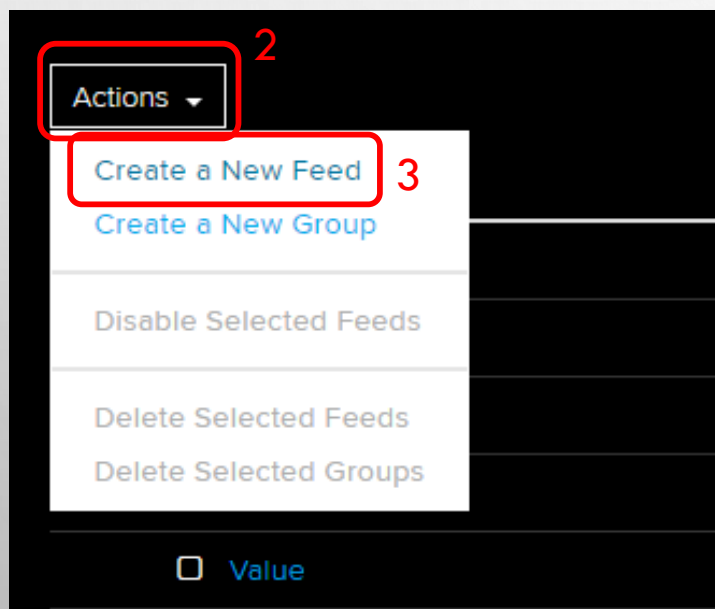 2
Actions
Create a New Feed 3
Create a New Group
Disable Selected Feeds
Delete Selected Feeds
Delete Selected Groups
Value